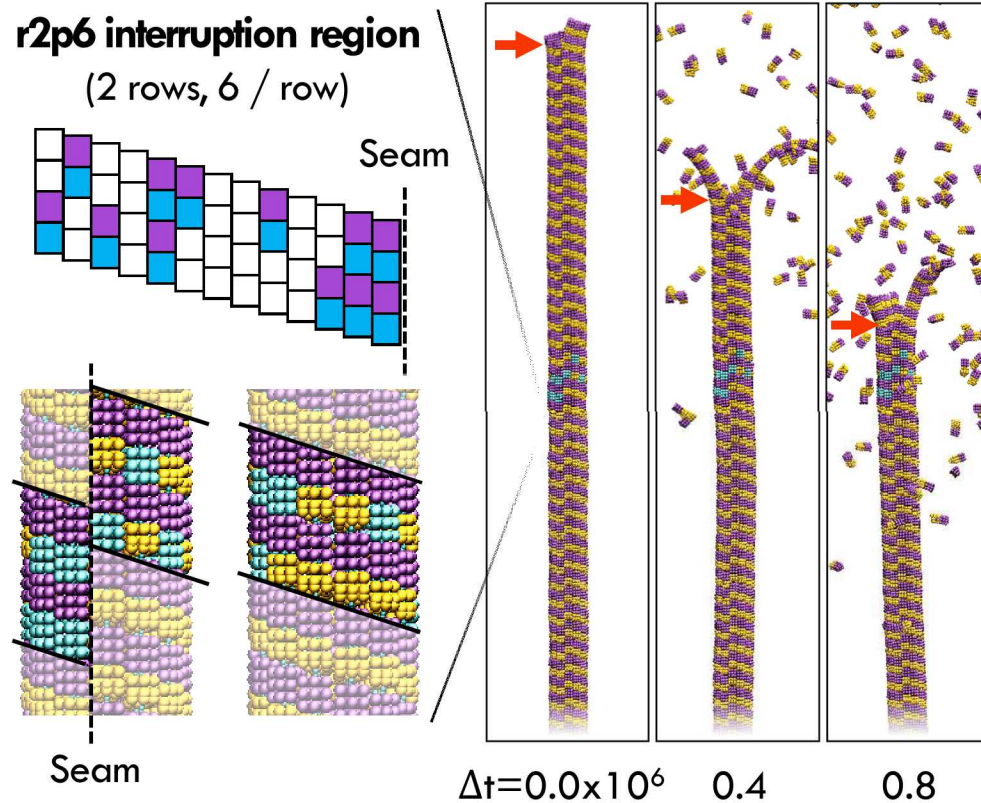 r2p6 interruption region
(2 rows, 6 / row)
Seam
Seam
Δt=0.0x10⁶
0.4
0.8